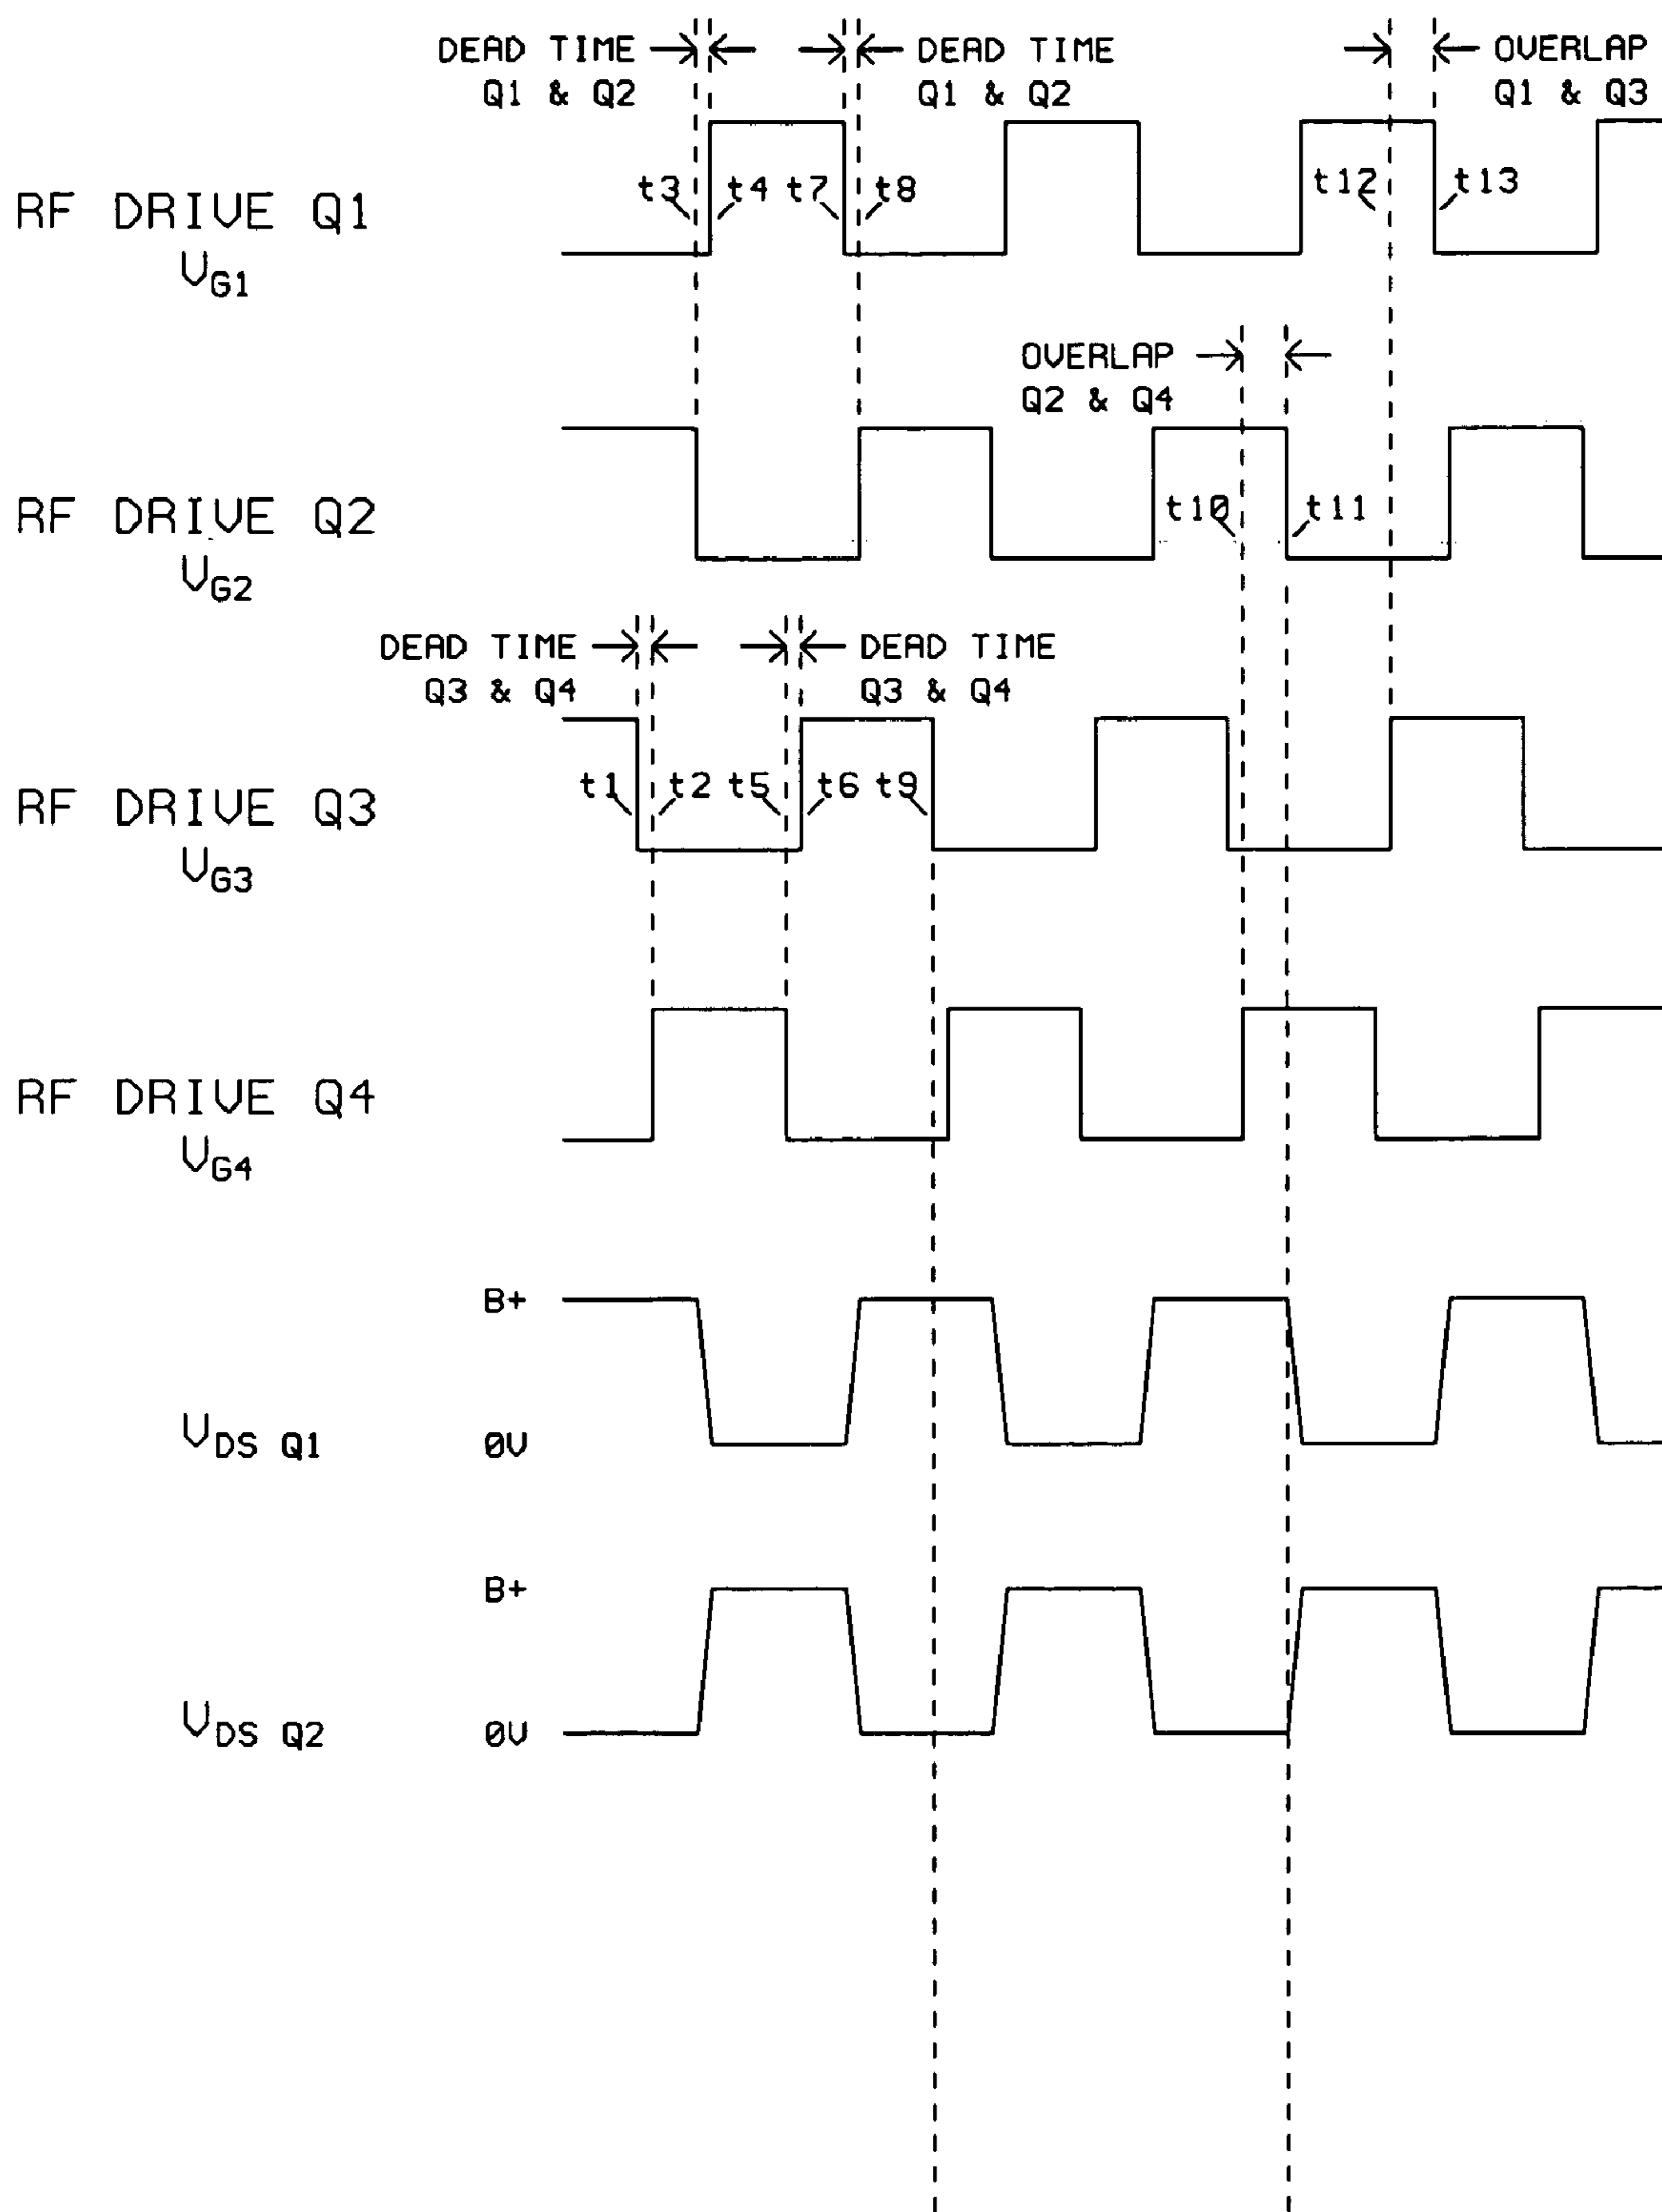 DEAD TIME
Q1 & Q2
DEAD TIME
Q1 & Q2
OVERLAP
Q1 & Q3
RF DRIVE Q1
VG1
t3
t4
t7
t8
t12
t13
OVERLAP
Q2 & Q4
RF DRIVE Q2
VG2
t10
t11
DEAD TIME
Q3 & Q4
DEAD TIME
Q3 & Q4
RF DRIVE Q3
VG3
t1
t2
t5
t6
t9
RF DRIVE Q4
VG4
B+
VDS Q1
0V
B+
VDS Q2
0V